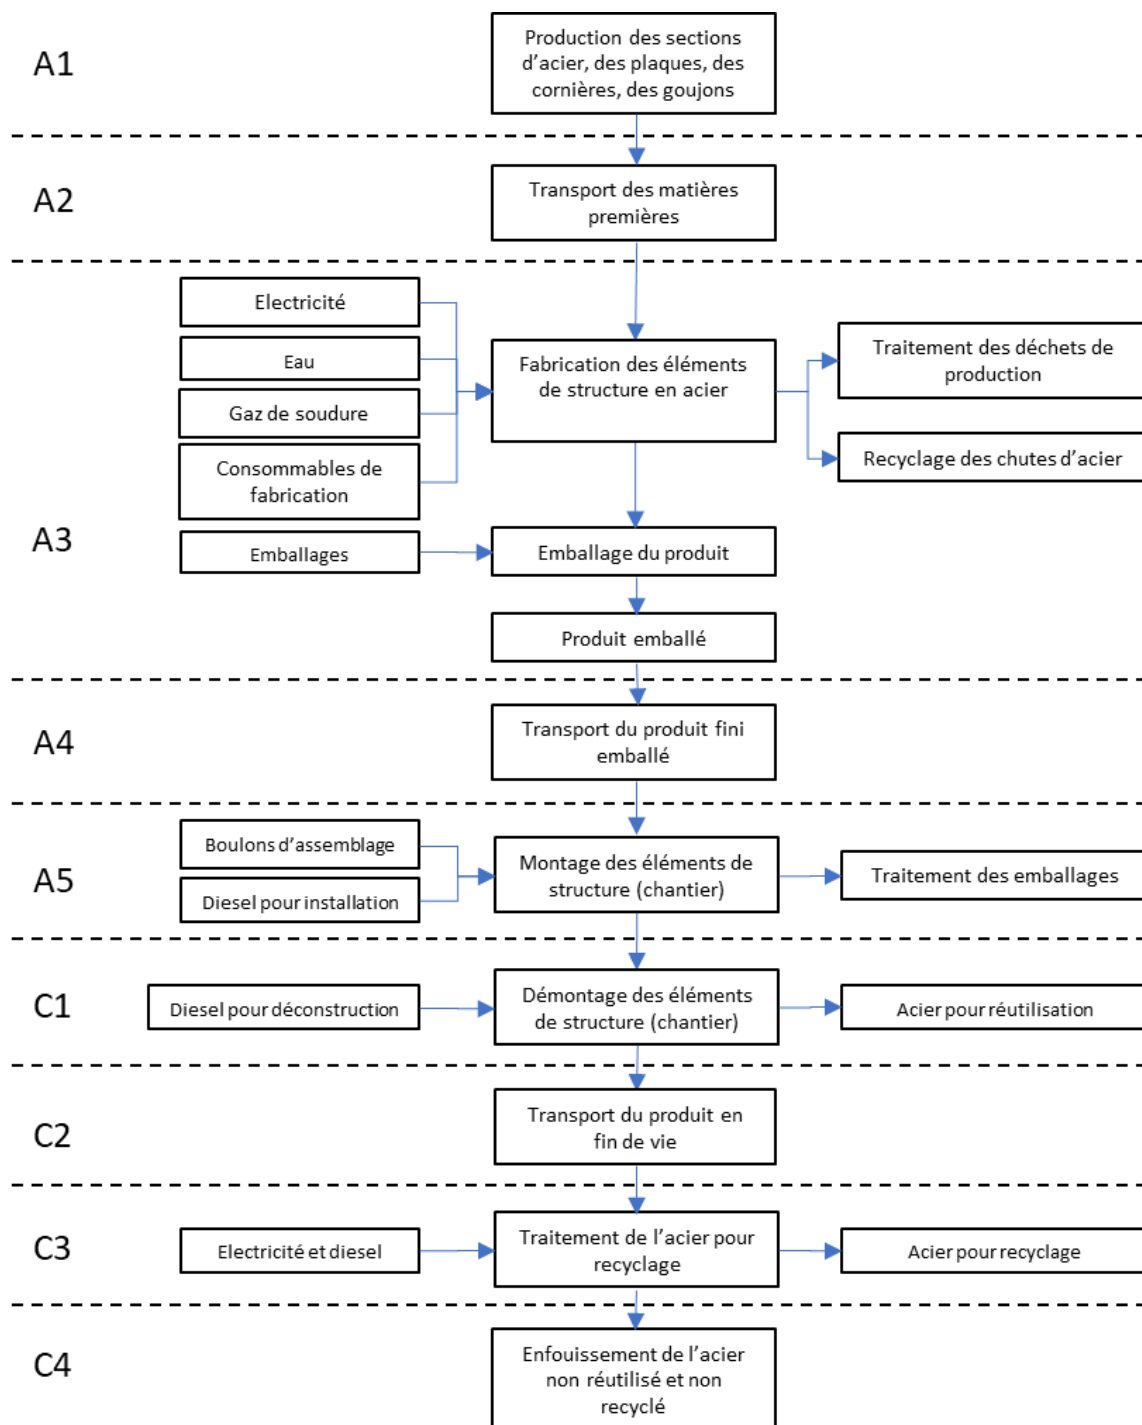 A1
Production des sections
d’acier, des plaques, des
cornières, des goujons
A2
Transport des matières
premières
A3
Electricité
Eau
Gaz de soudure
Consommables de
fabrication
Emballages
Fabrication des éléments
de structure en acier
Traitement des déchets de
production
Recyclage des chutes d’acier
Emballage du produit
Produit emballé
A4
Transport du produit fini
emballé
A5
Boulons d’assemblage
Diesel pour installation
Montage des éléments de
structure (chantier)
Traitement des emballages
C1
Diesel pour déconstruction
Démontage des éléments
de structure (chantier)
Acier pour réutilisation
C2
Transport du produit en
fin de vie
C3
Electricité et diesel
Traitement de l’acier pour
recyclage
Acier pour recyclage
C4
Enfouissement de l’acier
non réutilisé et non
recyclé